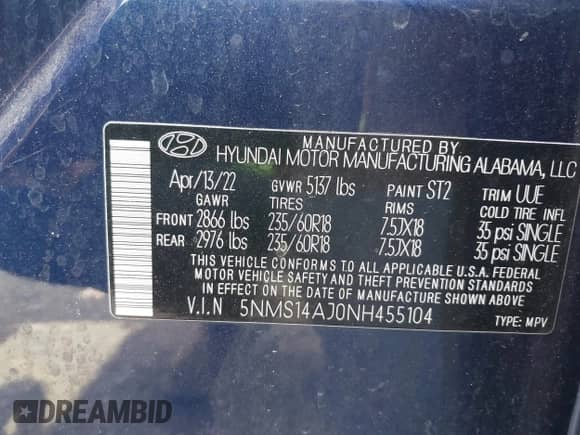 MANUFACTURED BY
HYUNDAI MOTOR MANUFACTURING ALABAMA, LLC
Apr/13/22 GVWR 5137 lbs PAINT ST2 TRIM UUE
GAWR TIRES RIMS COLD TIRE INFL
FRONT 2866 lbs 235/60R18 7.5JX18 35 psi SINGLE
REAR 2976 lbs 235/60R18 7.5JX18 35 psi SINGLE
THIS VEHICLE CONFORMS TO ALL APPLICABLE U.S.A. FEDERAL
MOTOR VEHICLE SAFETY AND THEFT PREVENTION STANDARDS
IN EFFECT ON THE DATE OF MANUFACTURE SHOWN ABOVE.
V.I.N 5NMS14AJ0NH455104 TYPE: MPV
DREAMBID